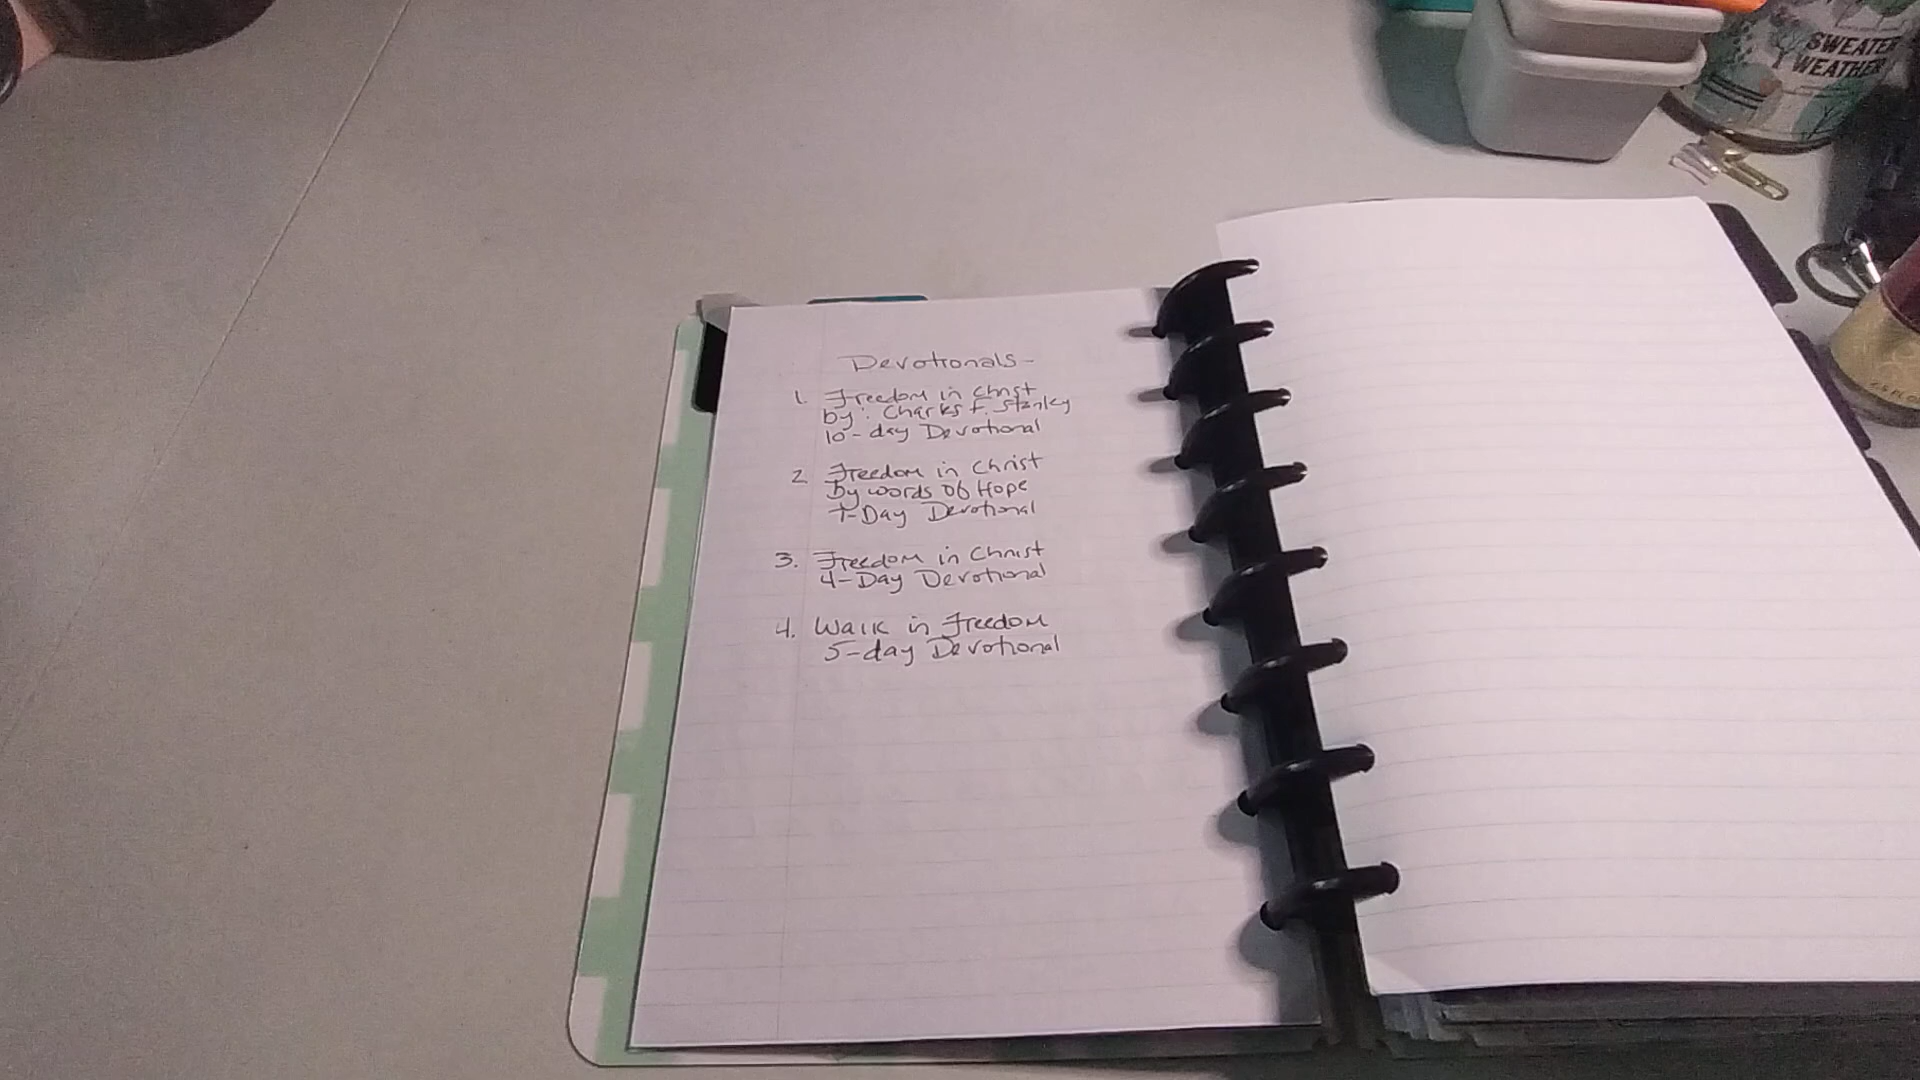 SWEATER
WEATHER
Devotionals-
1. Freedom in Christ
by: Charles F. Stanley
10-day Devotional
2. Freedom in Christ
by words of Hope
7-Day Devotional
3. Freedom in Christ
4-Day Devotional
4. Walk in Freedom
5-day Devotional